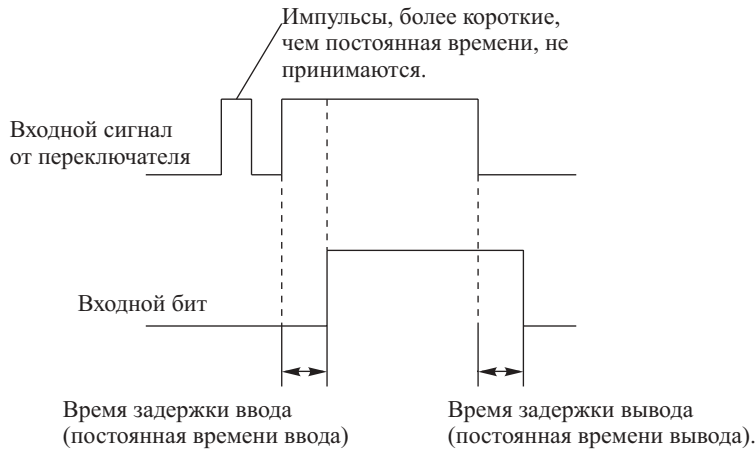 Импульсы, более короткие,
чем постоянная времени, не
принимаются.
Входной сигнал
от переключателя
Входной бит
Время задержки ввода
(постоянная времени ввода)
Время задержки вывода
(постоянная времени вывода).